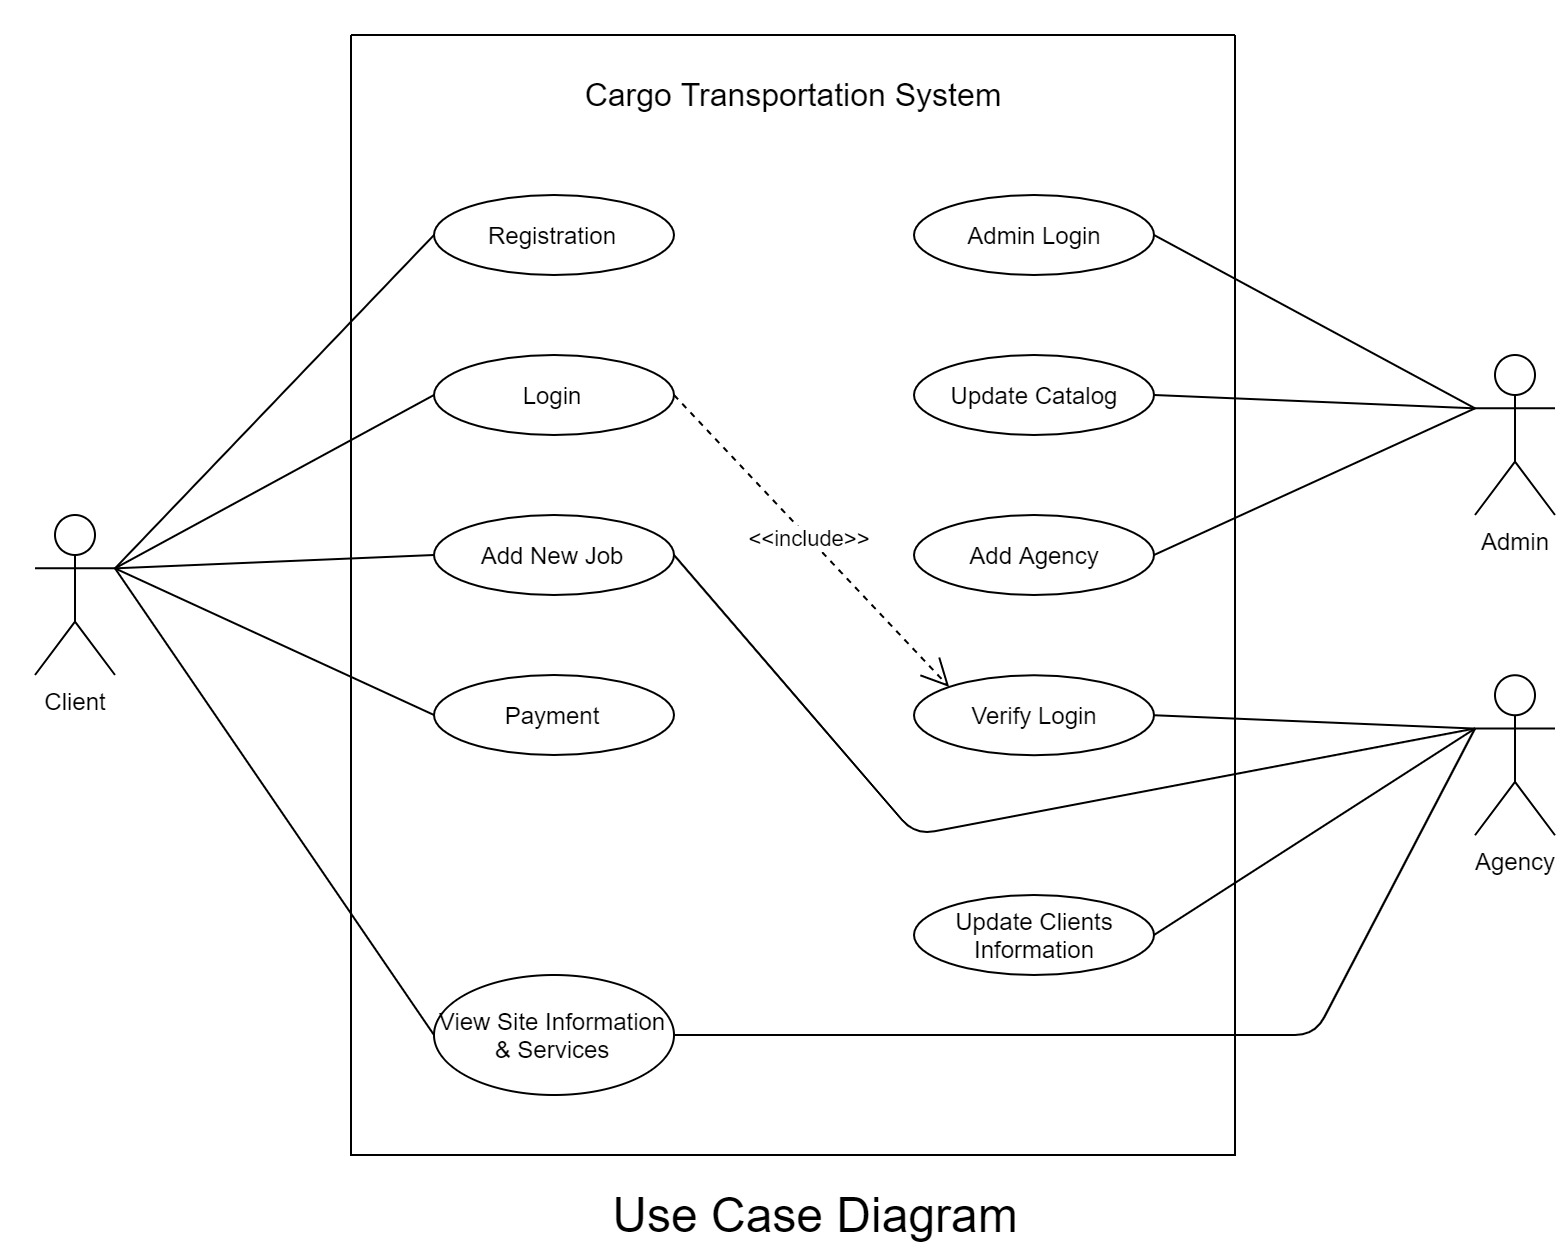 Cargo Transportation System
Registration
Admin Login
Login
Update Catalog
<<include>>
Admin
Add New Job
Add Agency
Client
Payment
Verify Login
Agency
Update Clients
Information
View Site Information
& Services
Use Case Diagram